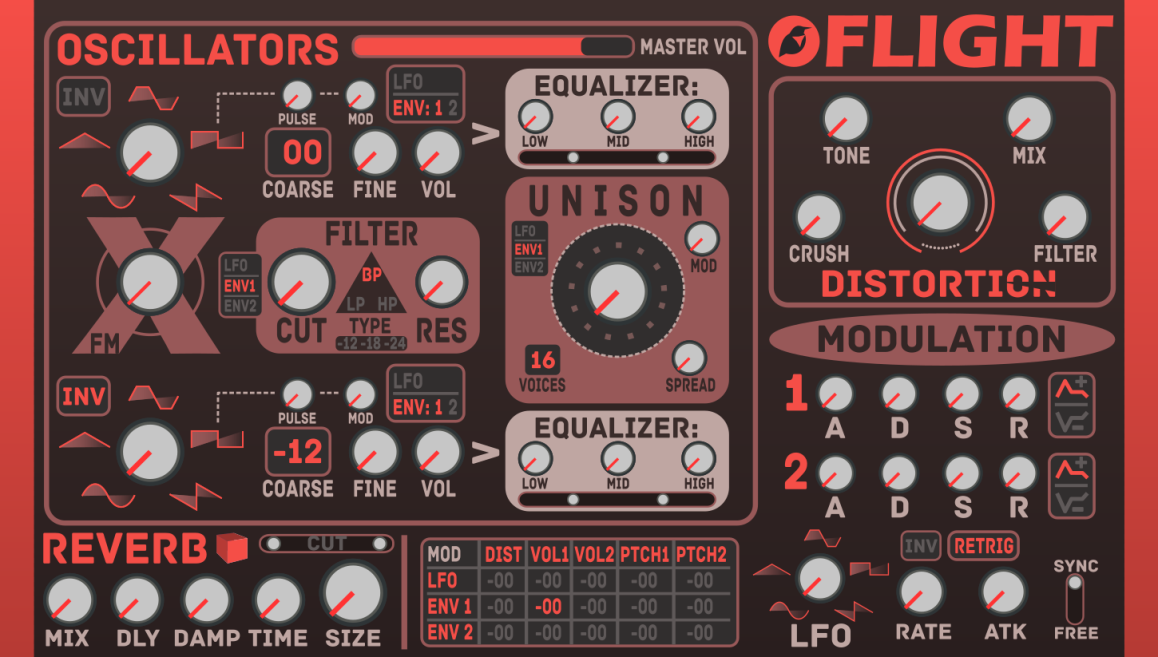 OSCILLATORS
MASTER VOL
INV
PULSE
MOD
LFO
ENV: 1 2
00
COARSE
FINE
VOL
>
EQUALIZER:
LOW
MID
HIGH
X
FM
LFO
ENV1
ENV2
FILTER
CUT
BP
LP HP
TYPE
-12 -18 -24
RES
UNISON
LFO
ENV1
ENV2
MOD
16
VOICES
SPREAD
INV
PULSE
MOD
LFO
ENV: 1 2
-12
COARSE
FINE
VOL
>
EQUALIZER:
LOW
MID
HIGH
REVERB
CUT
MIX
DLY
DAMP
TIME
SIZE
MOD DIST VOL1 VOL2 PTCH1 PTCH2
LFO -00 -00 -00 -00 -00
ENV 1 -00 -00 -00 -00 -00
ENV 2 -00 -00 -00 -00 -00
FLIGHT
TONE
MIX
CRUSH
FILTER
DISTORTION
MODULATION
1
A D S R
2
A D S R
LFO
INV
RETRIG
RATE
ATK
SYNC
FREE